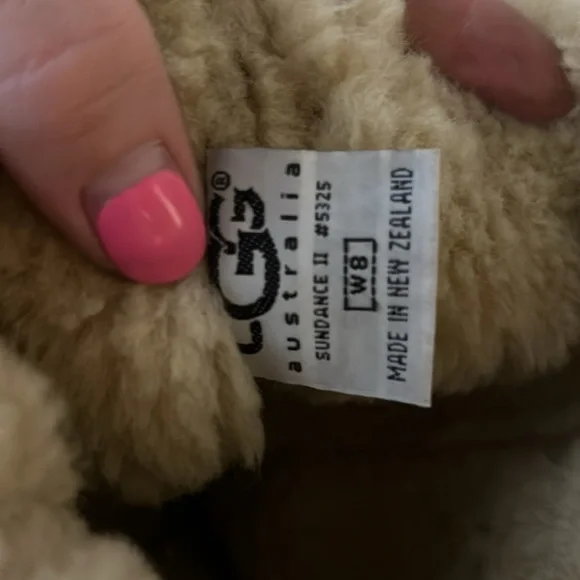 UGG®
australia
SUNDANCE II #5325
W8
MADE IN NEW ZEALAND